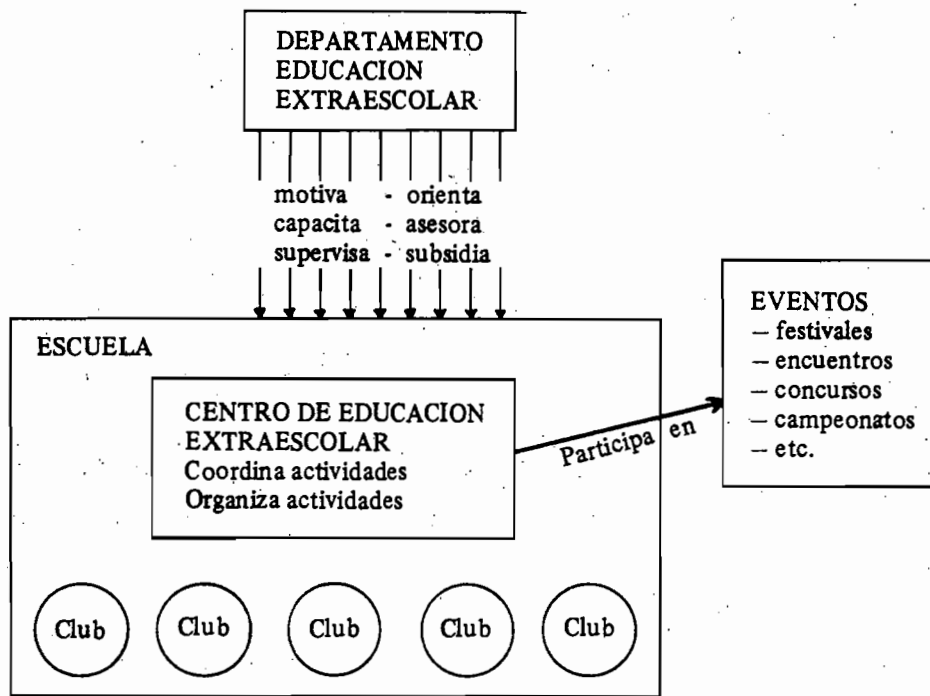 DEPARTAMENTO
EDUCACION
EXTRAESCOLAR
motiva - orienta
capacita - asesora
supervisa - subsidia
ESCUELA
CENTRO DE EDUCACION
EXTRAESCOLAR
Coordina actividades
Organiza actividades
Participa en
EVENTOS
— festivales
— encuentros
— concursos
— campeonatos
— etc.
Club
Club
Club
Club
Club